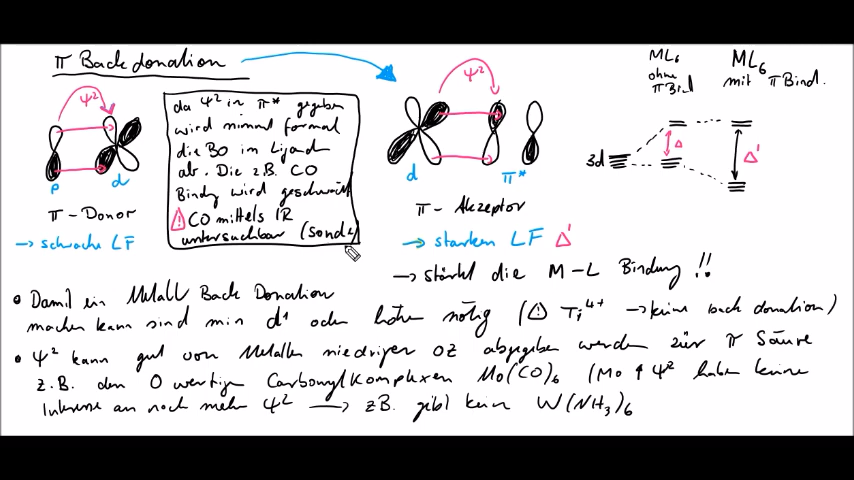 π Backdonation
ψ²
p
d
π-Donor
→ schwache LF
da ψ² in π* gegeben
wird nimmt formal
die BO im Liganden
ab. Die z.B. CO
Bindg wird geschwächt
⚠ CO mittels IR
untersuchbar (Sonde)
ψ²
d
π*
π-Akzeptor
→ starken LF Δ'
→ stärkt die M-L Bindung!!
ML₆
ohne
π Bind
ML₆
mit π Bind.
3d
Δ
Δ'
• Damit ein Metall Back Donation
machen kann sind min d¹ oder höher nötig (⚠ Ti⁴⁺ → keine back donation)
• ψ² kann gut von Metallen niedriger OZ abgegeben werden zur π Säure
z.B. den 0 wertigen Carbonylkomplexen Mo(CO)₆ (Mo ψ² haben keine
Interesse an noch mehr ψ² → z.B. gibt kein W(NH₃)₆